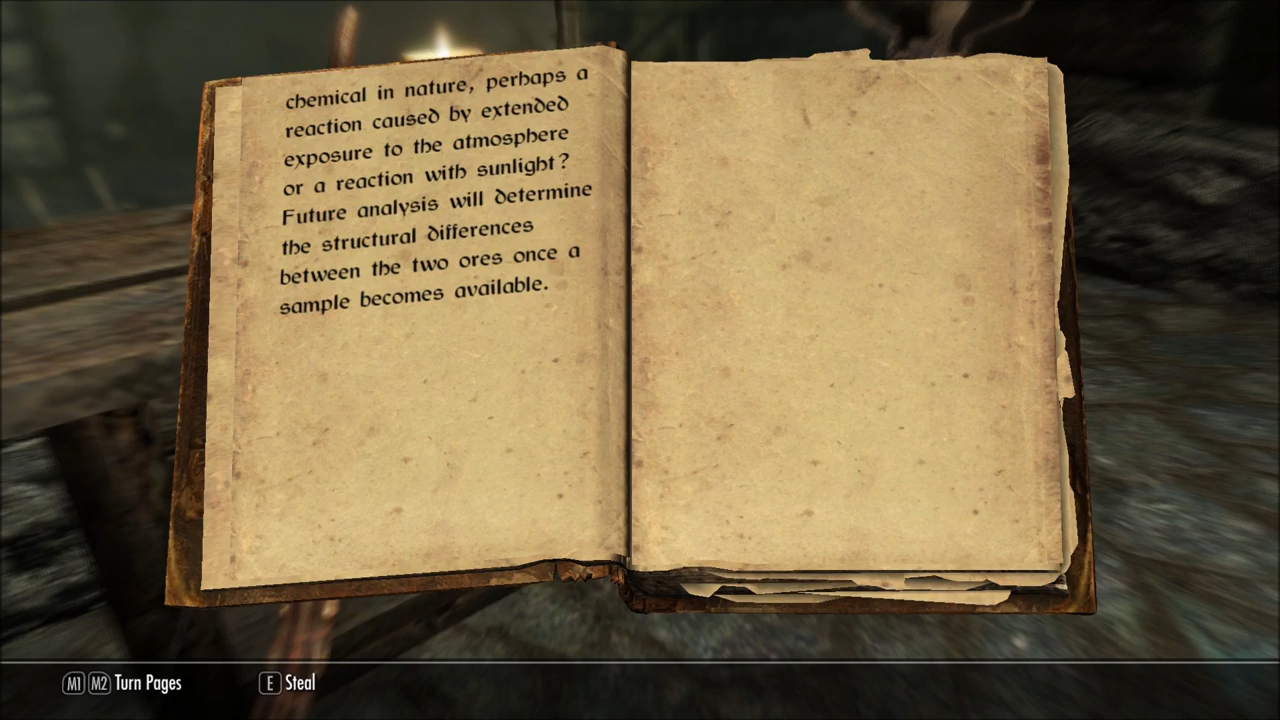 chemical in nature, perhaps a
reaction caused by extended
exposure to the atmosphere
or a reaction with sunlight?
Future analysis will determine
the structural differences
between the two ores once a
sample becomes available.
M1 M2 Turn Pages
E Steal